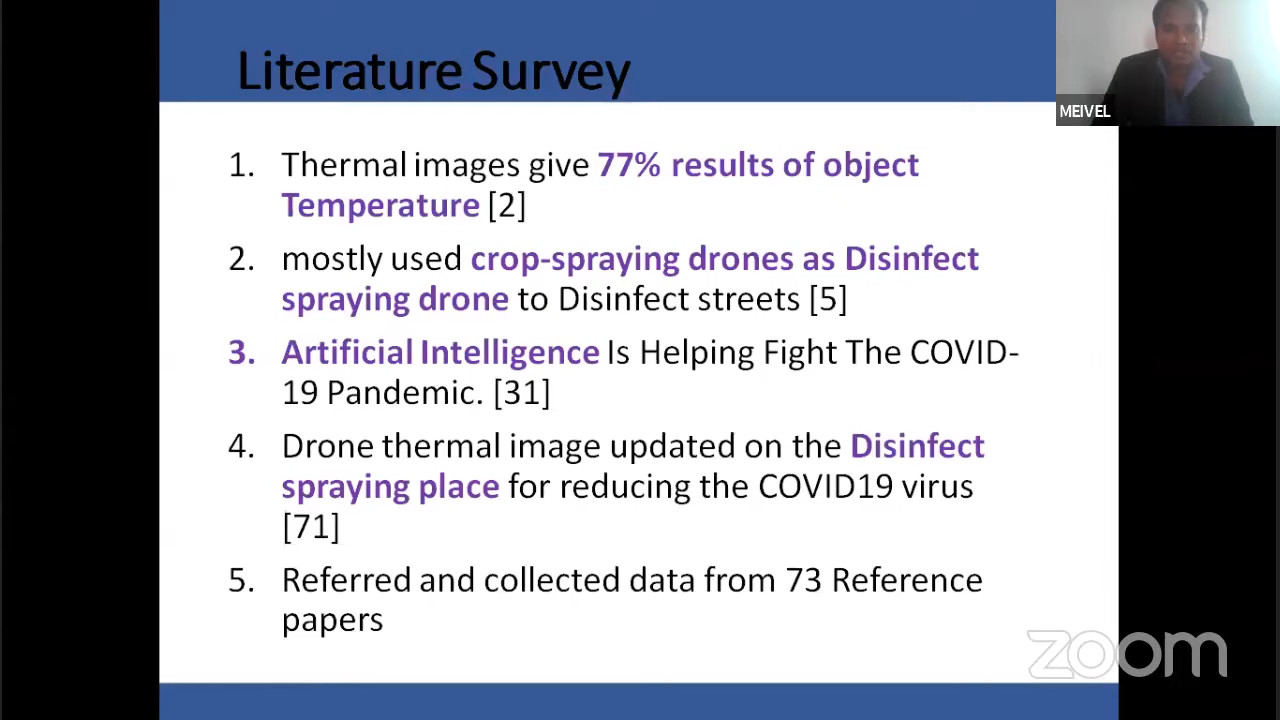 Literature Survey
MEIVEL
1. Thermal images give 77% results of object
Temperature [2]
2. mostly used crop-spraying drones as Disinfect
spraying drone to Disinfect streets [5]
3. Artificial Intelligence Is Helping Fight The COVID-
19 Pandemic. [31]
4. Drone thermal image updated on the Disinfect
spraying place for reducing the COVID19 virus
[71]
5. Referred and collected data from 73 Reference
papers
zoom